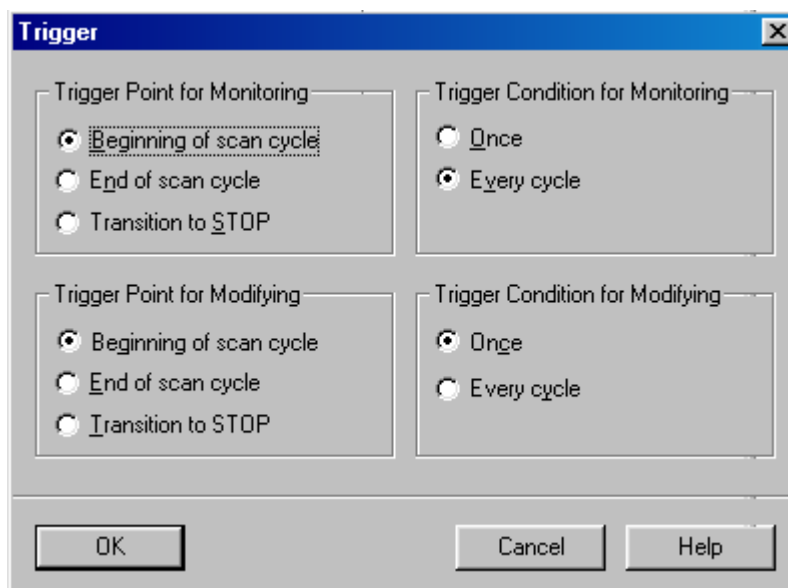 Trigger
Trigger Point for Monitoring
Beginning of scan cycle
End of scan cycle
Transition to STOP
Trigger Condition for Monitoring
Once
Every cycle
Trigger Point for Modifying
Beginning of scan cycle
End of scan cycle
Transition to STOP
Trigger Condition for Modifying
Once
Every cycle
OK
Cancel
Help